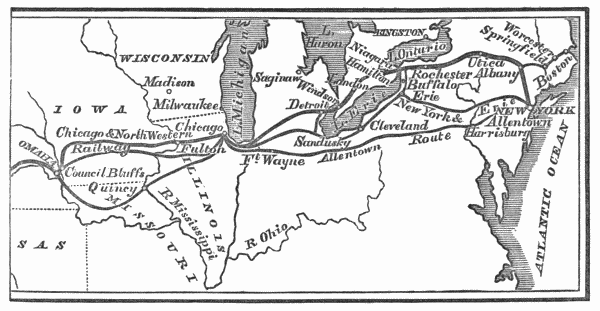 WISCONSIN
Madison
Milwaukee
L. Michigan
L. Huron
KINGSTON
L. Ontario
Niagara
Hamilton
London
Windsor
Saginaw
Detroit
L. Erie
Rochester
Buffalo
Erie
Utica
Albany
Worcester
Springfield
Boston
NEW YORK
New York &
Erie
Allentown
Harrisburg
IOWA
Chicago & North Western
Railway
Chicago
Fulton
OMAHA
Council Bluffs
Quincy
Ft. Wayne
Sandusky
Cleveland
Allentown
Route
ILLINOIS
R. Mississippi
MISSOURI
R. Ohio
SAS
ATLANTIC OCEAN